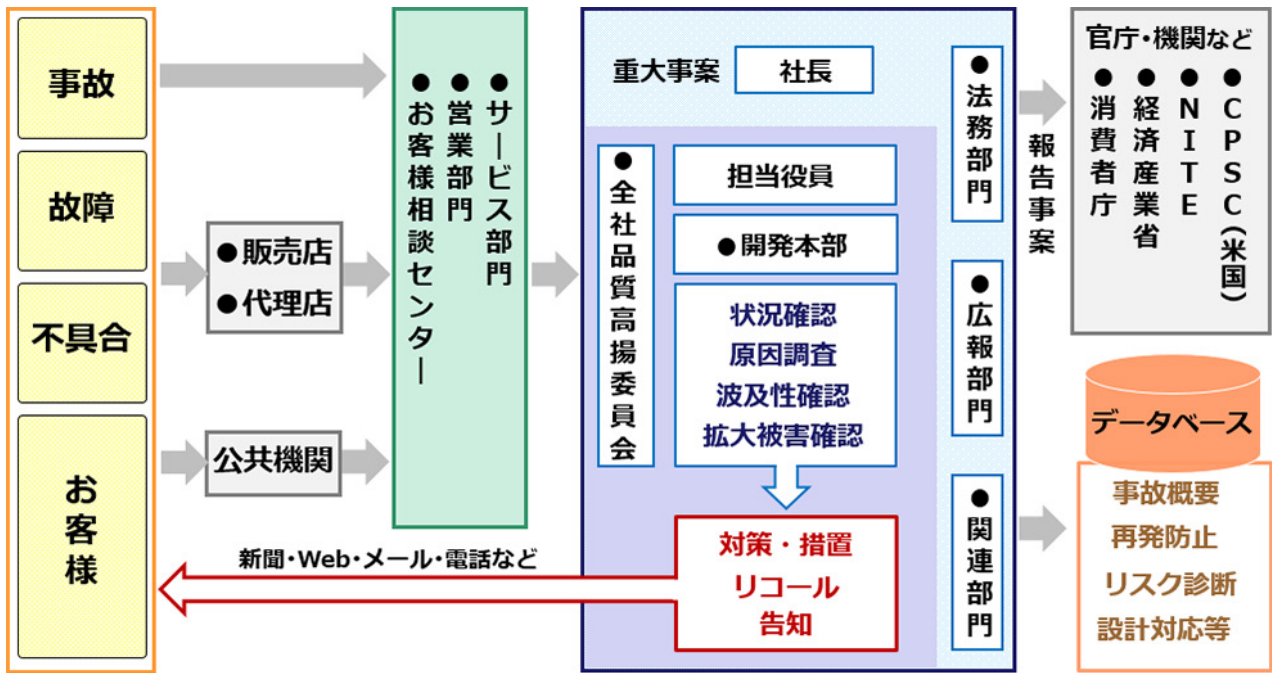 事故
故障
不具合
お客様
●販売店
●代理店
公共機関
●サービス部門
●営業部門
●お客様相談センター
新聞・Web・メール・電話など
重大事案
社長
●全社品質高揚委員会
担当役員
●開発本部
状況確認
原因調査
波及性確認
拡大被害確認
対策・措置
リコール
告知
●法務部門
●広報部門
●関連部門
報告事案
官庁・機関など
●CPSC(米国)
●NITE
●経済産業省
●消費者庁
データベース
事故概要
再発防止
リスク診断
設計対応等